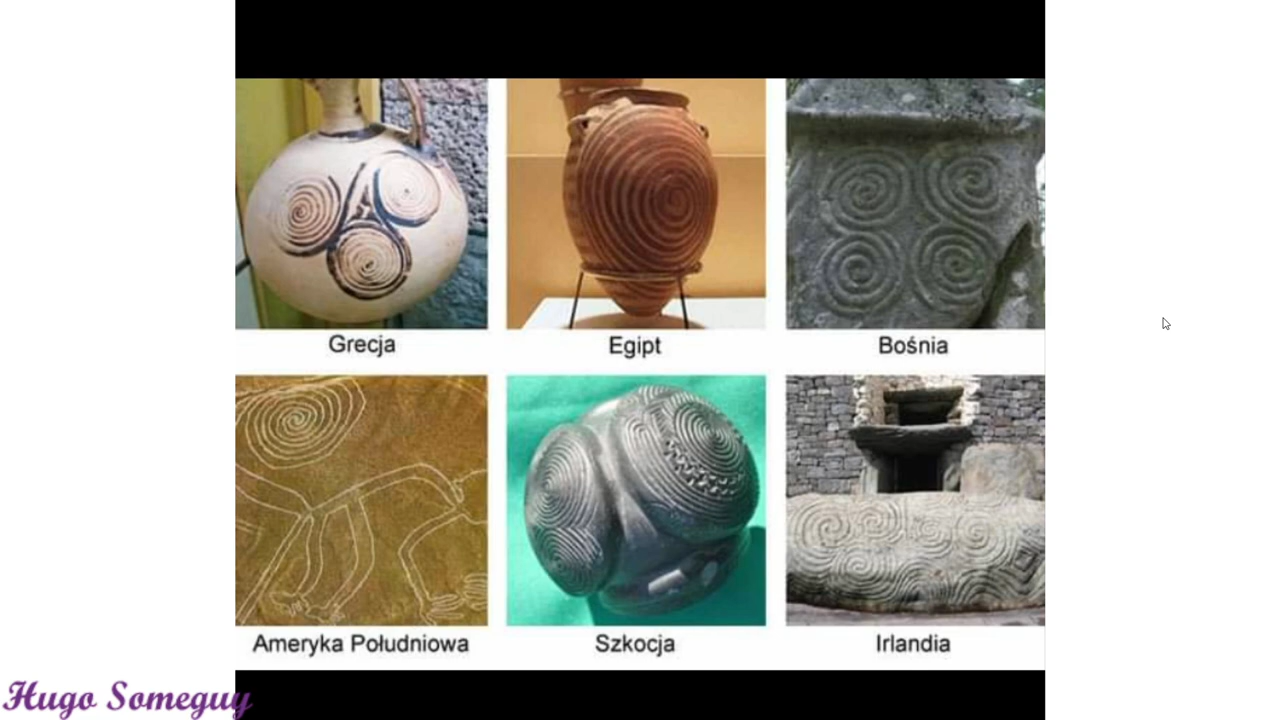 Grecja
Egipt
Bośnia
Ameryka Południowa
Szkocja
Irlandia
Hugo Someguy